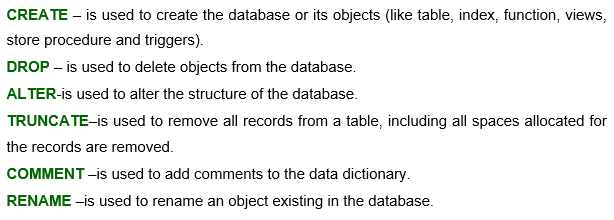 CREATE – is used to create the database or its objects (like table, index, function, views,
store procedure and triggers).
DROP – is used to delete objects from the database.
ALTER-is used to alter the structure of the database.
TRUNCATE–is used to remove all records from a table, including all spaces allocated for
the records are removed.
COMMENT –is used to add comments to the data dictionary.
RENAME –is used to rename an object existing in the database.